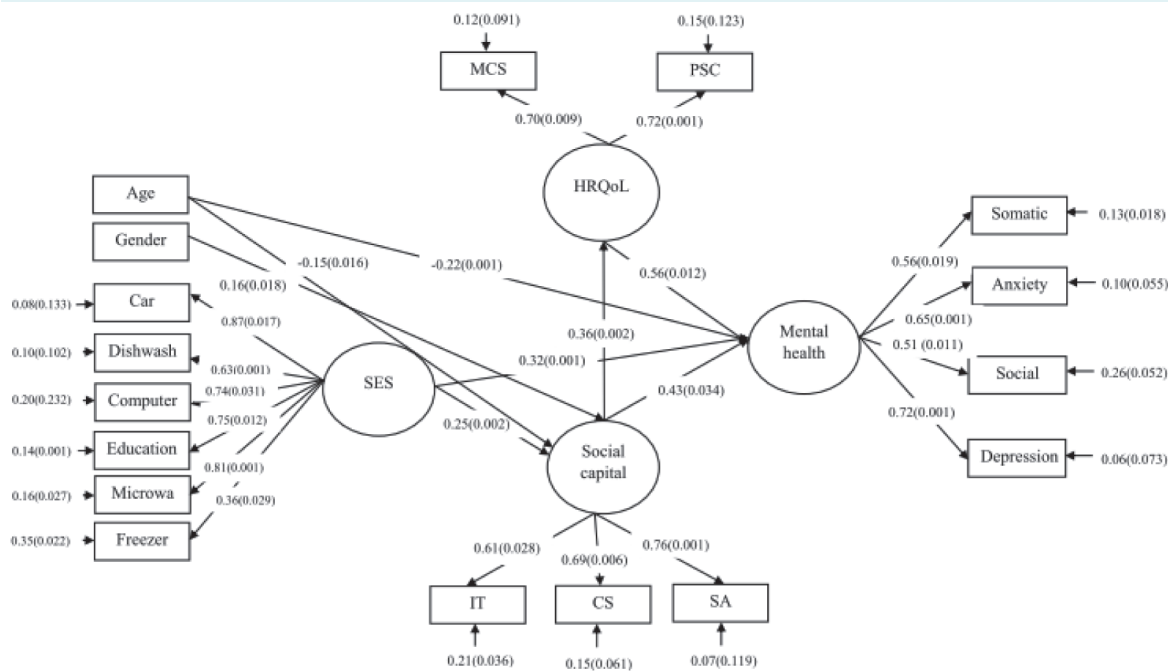 0.12(0.091)
0.15(0.123)
MCS
PSC
0.70(0.009)
0.72(0.001)
HRQoL
Age
Gender
-0.15(0.016)
-0.22(0.001)
0.16(0.018)
0.56(0.012)
Somatic
0.13(0.018)
0.56(0.019)
Anxiety
0.10(0.055)
0.65(0.001)
0.08(0.133)
Car
0.87(0.017)
0.36(0.002)
Mental
health
0.51 (0.011)
0.10(0.102)
Dishwash
0.63(0.001)
SES
0.32(0.001)
Social
0.26(0.052)
0.20(0.232)
Computer
0.74(0.031)
0.43(0.034)
0.72(0.001)
0.75(0.012)
0.25(0.002)
0.14(0.001)
Education
Social
capital
Depression
0.06(0.073)
0.81(0.001)
0.16(0.027)
Microwa
0.36(0.029)
0.35(0.022)
Freezer
0.61(0.028)
0.69(0.006)
0.76(0.001)
IT
CS
SA
0.21(0.036)
0.15(0.061)
0.07(0.119)